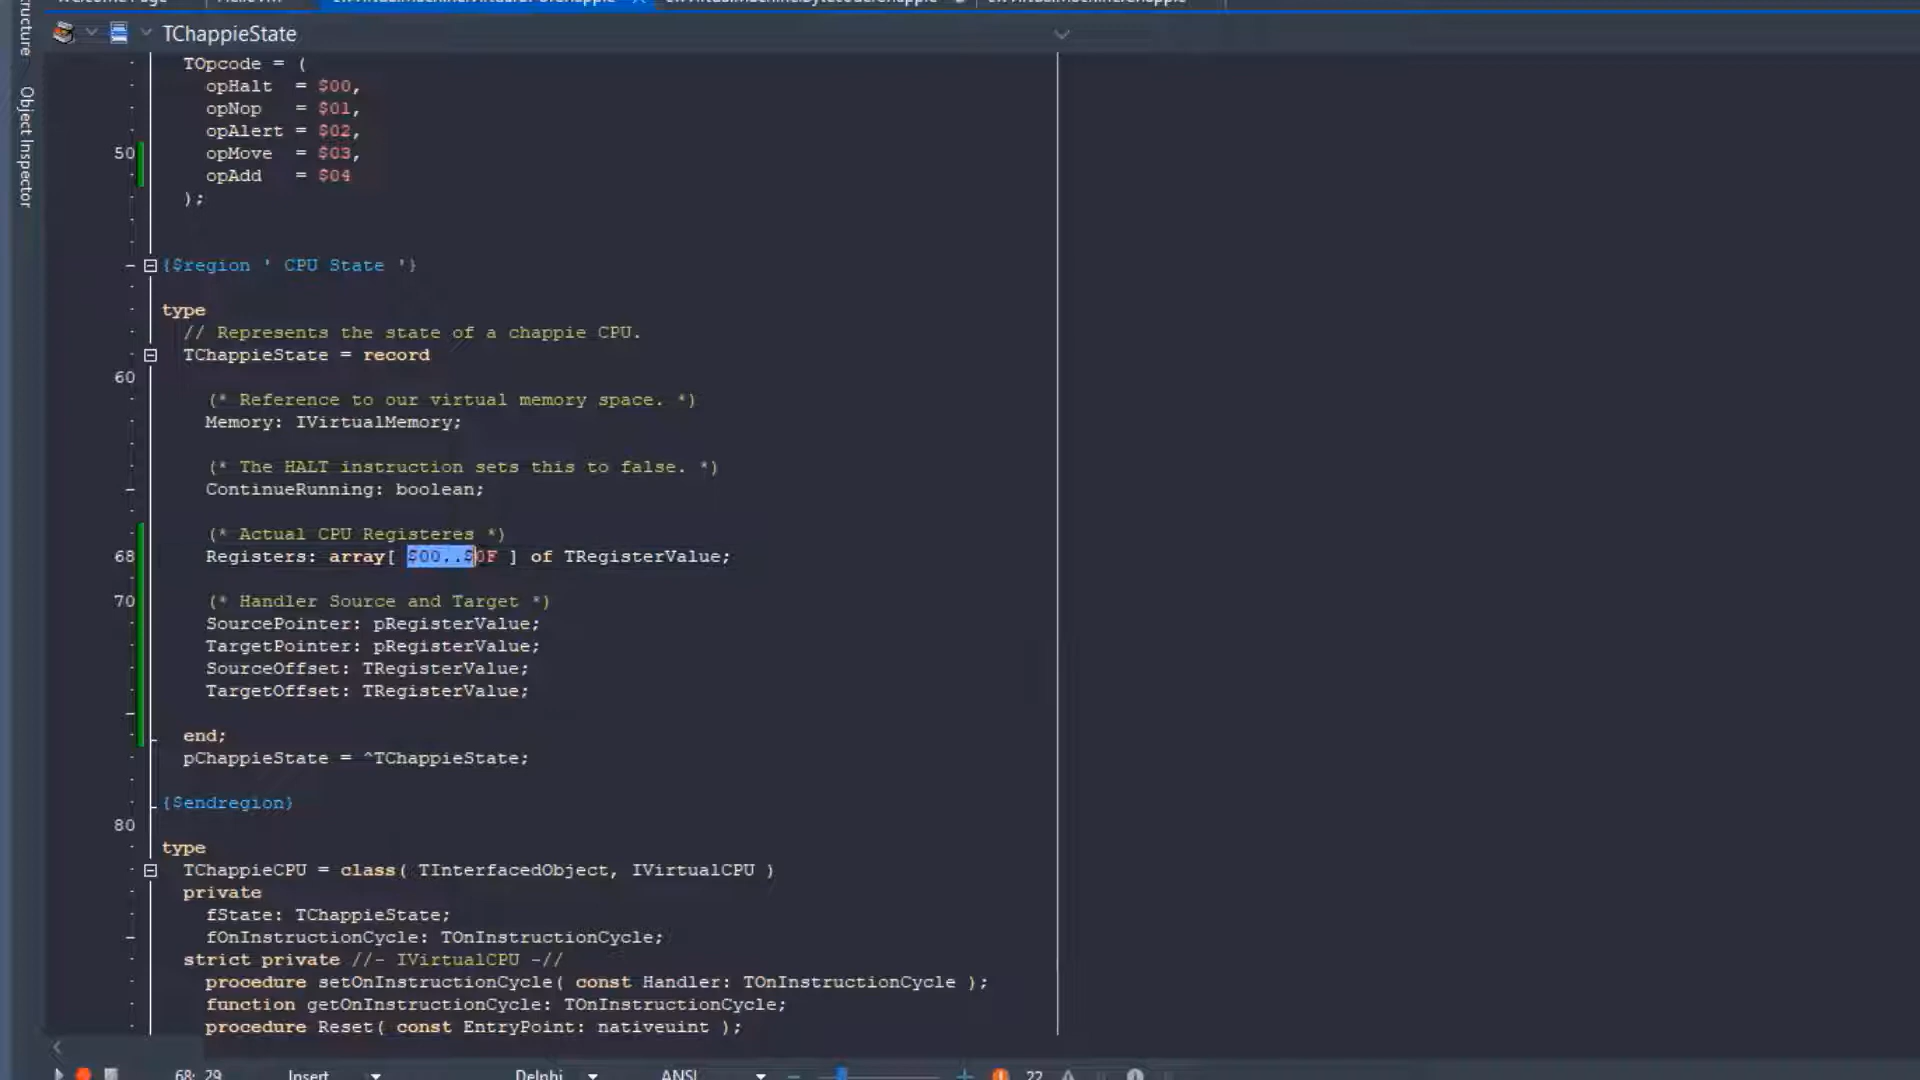 TChappieState
Object Inspector
TOpcode = (
opHalt = $00,
opNop = $01,
opAlert = $02,
50 opMove = $03,
opAdd = $04
);
{$region ' CPU State '}
type
// Represents the state of a chappie CPU.
TChappieState = record
60
(* Reference to our virtual memory space. *)
Memory: IVirtualMemory;
(* The HALT instruction sets this to false. *)
ContinueRunning: boolean;
(* Actual CPU Registeres *)
68 Registers: array[ $00..$0F ] of TRegisterValue;
70 (* Handler Source and Target *)
SourcePointer: pRegisterValue;
TargetPointer: pRegisterValue;
SourceOffset: TRegisterValue;
TargetOffset: TRegisterValue;
end;
pChappieState = ^TChappieState;
{$endregion}
80
type
TChappieCPU = class( TInterfacedObject, IVirtualCPU )
private
fState: TChappieState;
fOnInstructionCycle: TOnInstructionCycle;
strict private //- IVirtualCPU -//
procedure setOnInstructionCycle( const Handler: TOnInstructionCycle );
function getOnInstructionCycle: TOnInstructionCycle;
procedure Reset( const EntryPoint: nativeuint );
68: 29 Insert Delphi ANSI 22